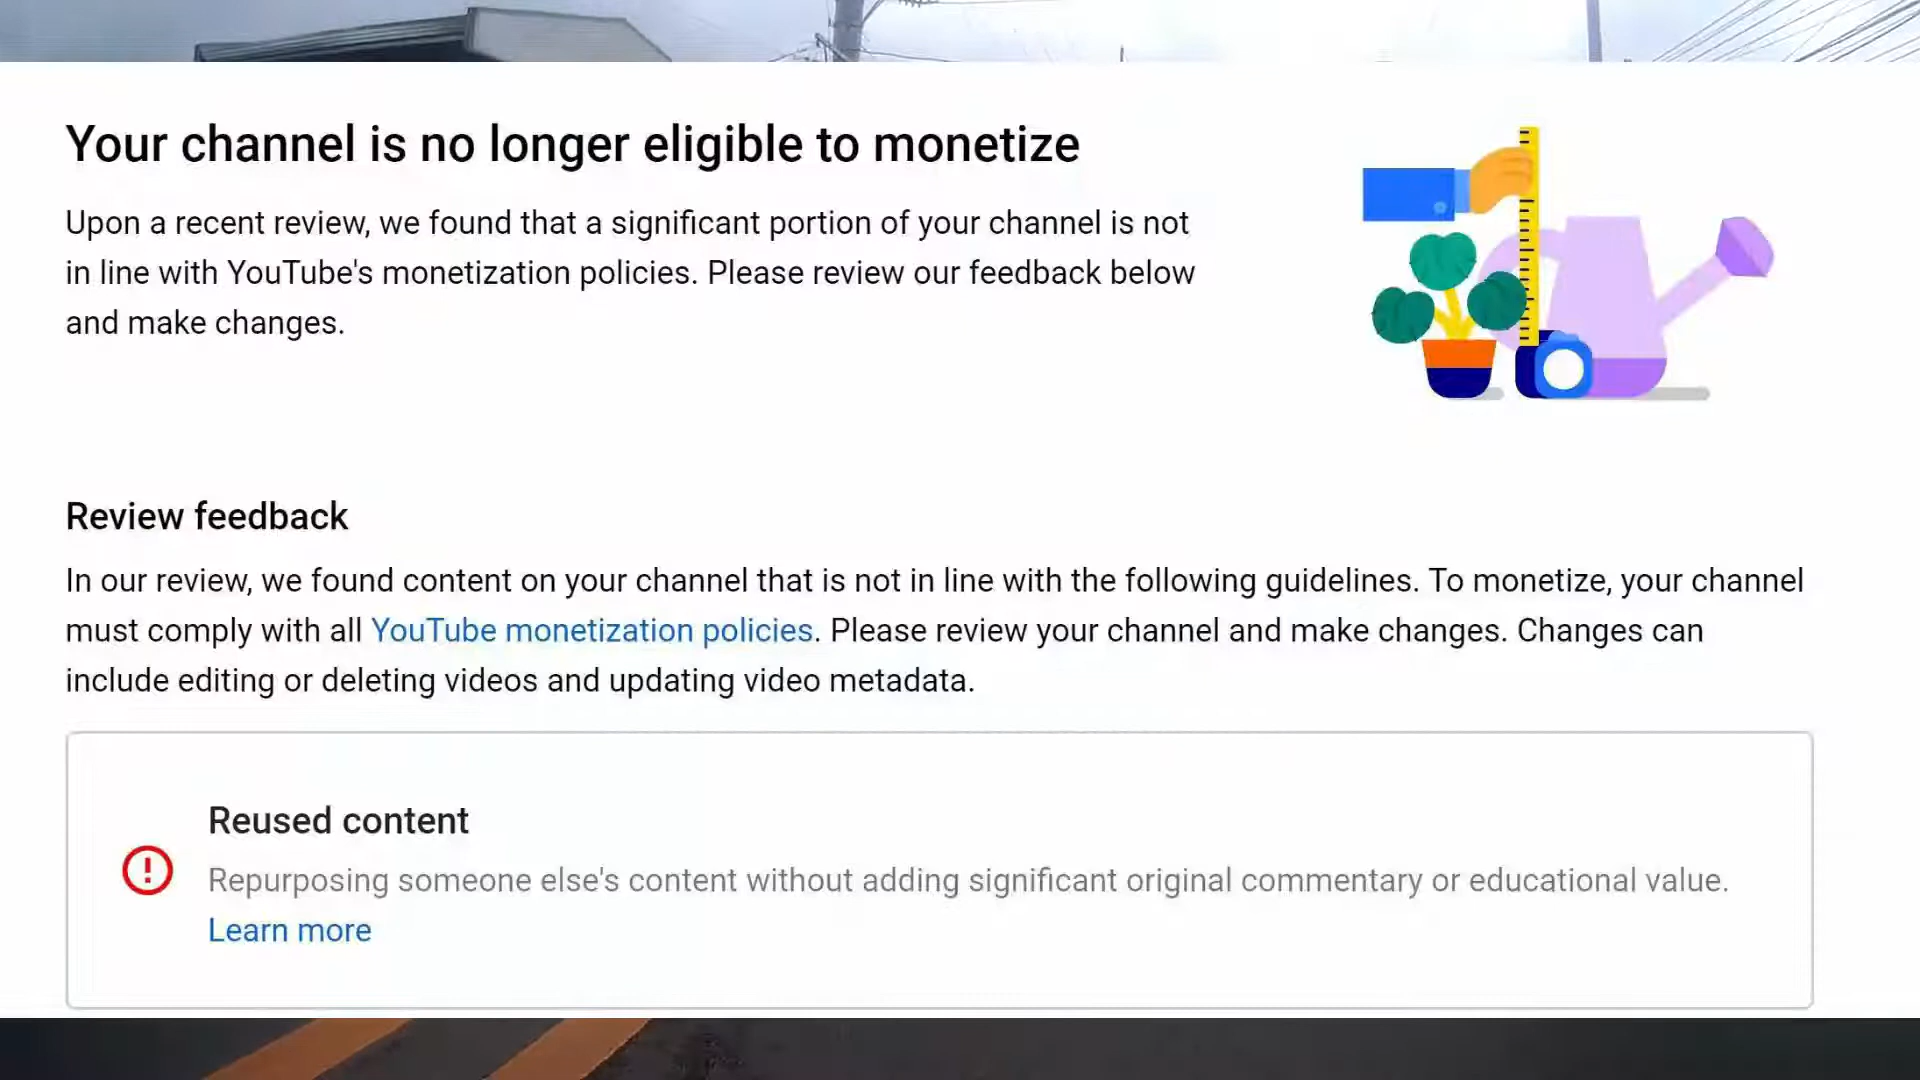 Your channel is no longer eligible to monetize
Upon a recent review, we found that a significant portion of your channel is not
in line with YouTube's monetization policies. Please review our feedback below
and make changes.
Review feedback
In our review, we found content on your channel that is not in line with the following guidelines. To monetize, your channel
must comply with all YouTube monetization policies. Please review your channel and make changes. Changes can
include editing or deleting videos and updating video metadata.
Reused content
Repurposing someone else's content without adding significant original commentary or educational value.
Learn more